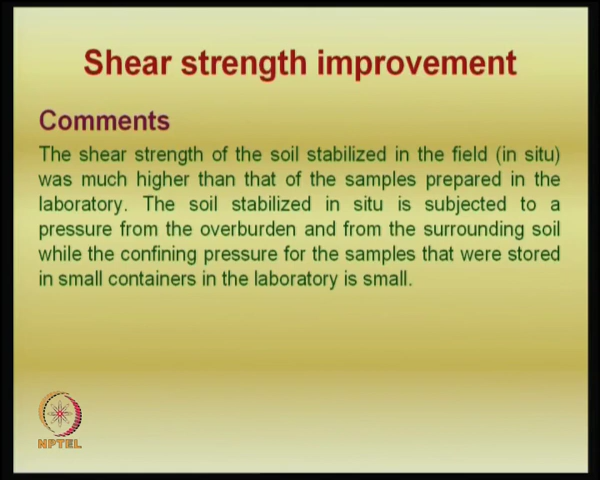 Shear strength improvement
Comments
The shear strength of the soil stabilized in the field (in situ)
was much higher than that of the samples prepared in the
laboratory. The soil stabilized in situ is subjected to a
pressure from the overburden and from the surrounding soil
while the confining pressure for the samples that were stored
in small containers in the laboratory is small.
NPTEL